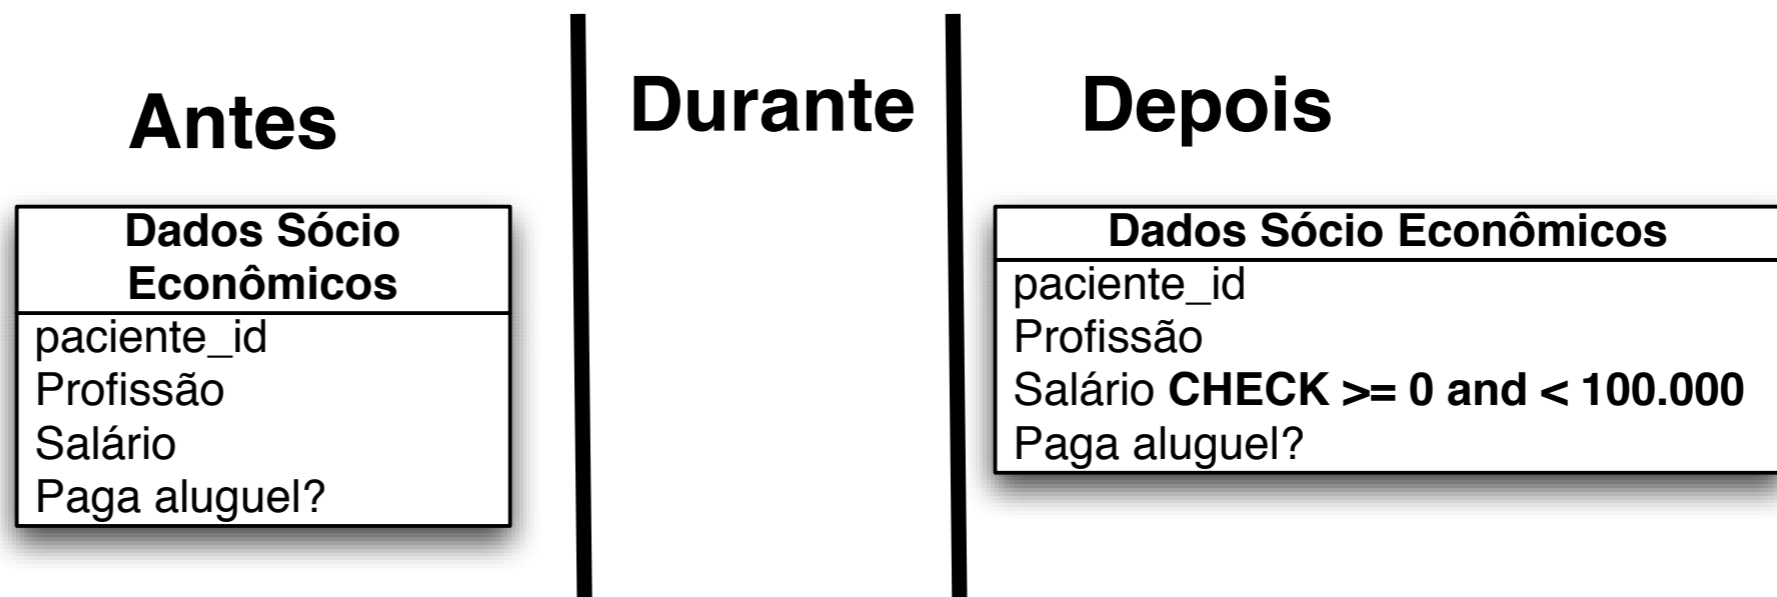 Antes
Durante
Depois
Dados Sócio
Econômicos
paciente_id
Profissão
Salário
Paga aluguel?
Dados Sócio Econômicos
paciente_id
Profissão
Salário CHECK >= 0 and < 100.000
Paga aluguel?